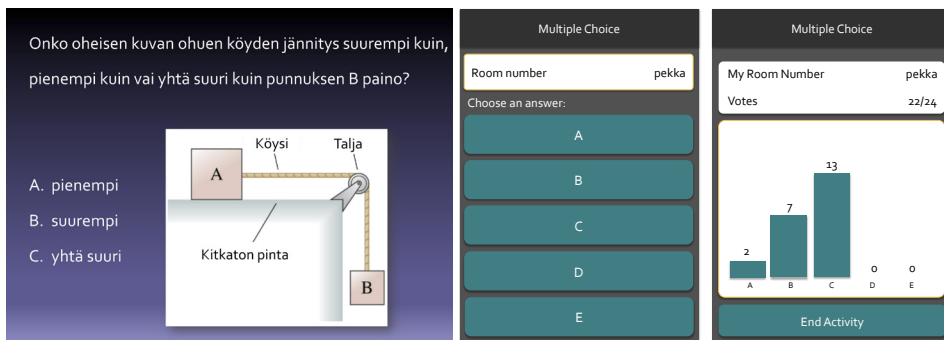 Onko oheisen kuvan ohuen köyden jännitys suurempi kuin,
pienempi kuin vai yhtä suuri kuin punnuksen B paino?
A. pienempi
B. suurempi
C. yhtä suuri
Köysi
Talja
A
Kitkaton pinta
B
Multiple Choice
Room number pekka
Choose an answer:
A
B
C
D
E
Multiple Choice
My Room Number pekka
Votes 22/24
2 7 13 0 0
A B C D E
End Activity